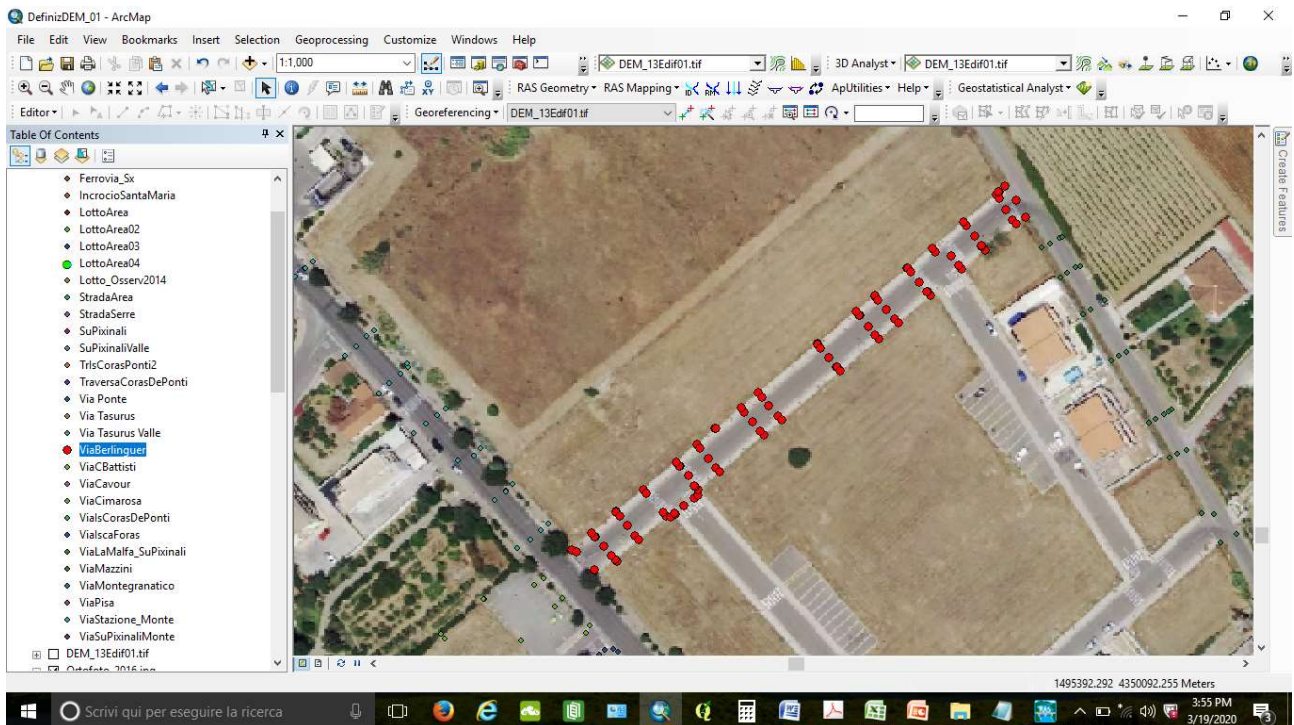 DefinizDEM_01 - ArcMap
File Edit View Bookmarks Insert Selection Geoprocessing Customize Windows Help
1:1,000 DEM_13Edif01.tif 3D Analyst DEM_13Edif01.tif
RAS Geometry RAS Mapping ApUtilities Help Geostatistical Analyst
Editor Georeferencing DEM_13Edif01.tif
Table Of Contents
Create Features
Ferrovia_Sx
IncrocioSantaMaria
LottoArea
LottoArea02
LottoArea03
LottoArea04
Lotto_Osserv2014
StradaArea
StradaSerre
SuPixinali
SuPixinaliValle
TrIsCorasPonti2
TraversaCorasDePonti
Via Ponte
Via Tasurus
Via Tasurus Valle
ViaBerlinguer
ViaCBattisti
ViaCavour
ViaCimarosa
ViaIsCorasDePonti
ViaIscaForas
ViaLaMalfa_SuPixinali
ViaMazzini
ViaMontegranatico
ViaPisa
ViaStazione_Monte
ViaSuPixinaliMonte
DEM_13Edif01.tif
Ortofoto_2016.jpg
1495392.292 4350092.255 Meters
Scrivi qui per eseguire la ricerca
3:55 PM
3/19/2020